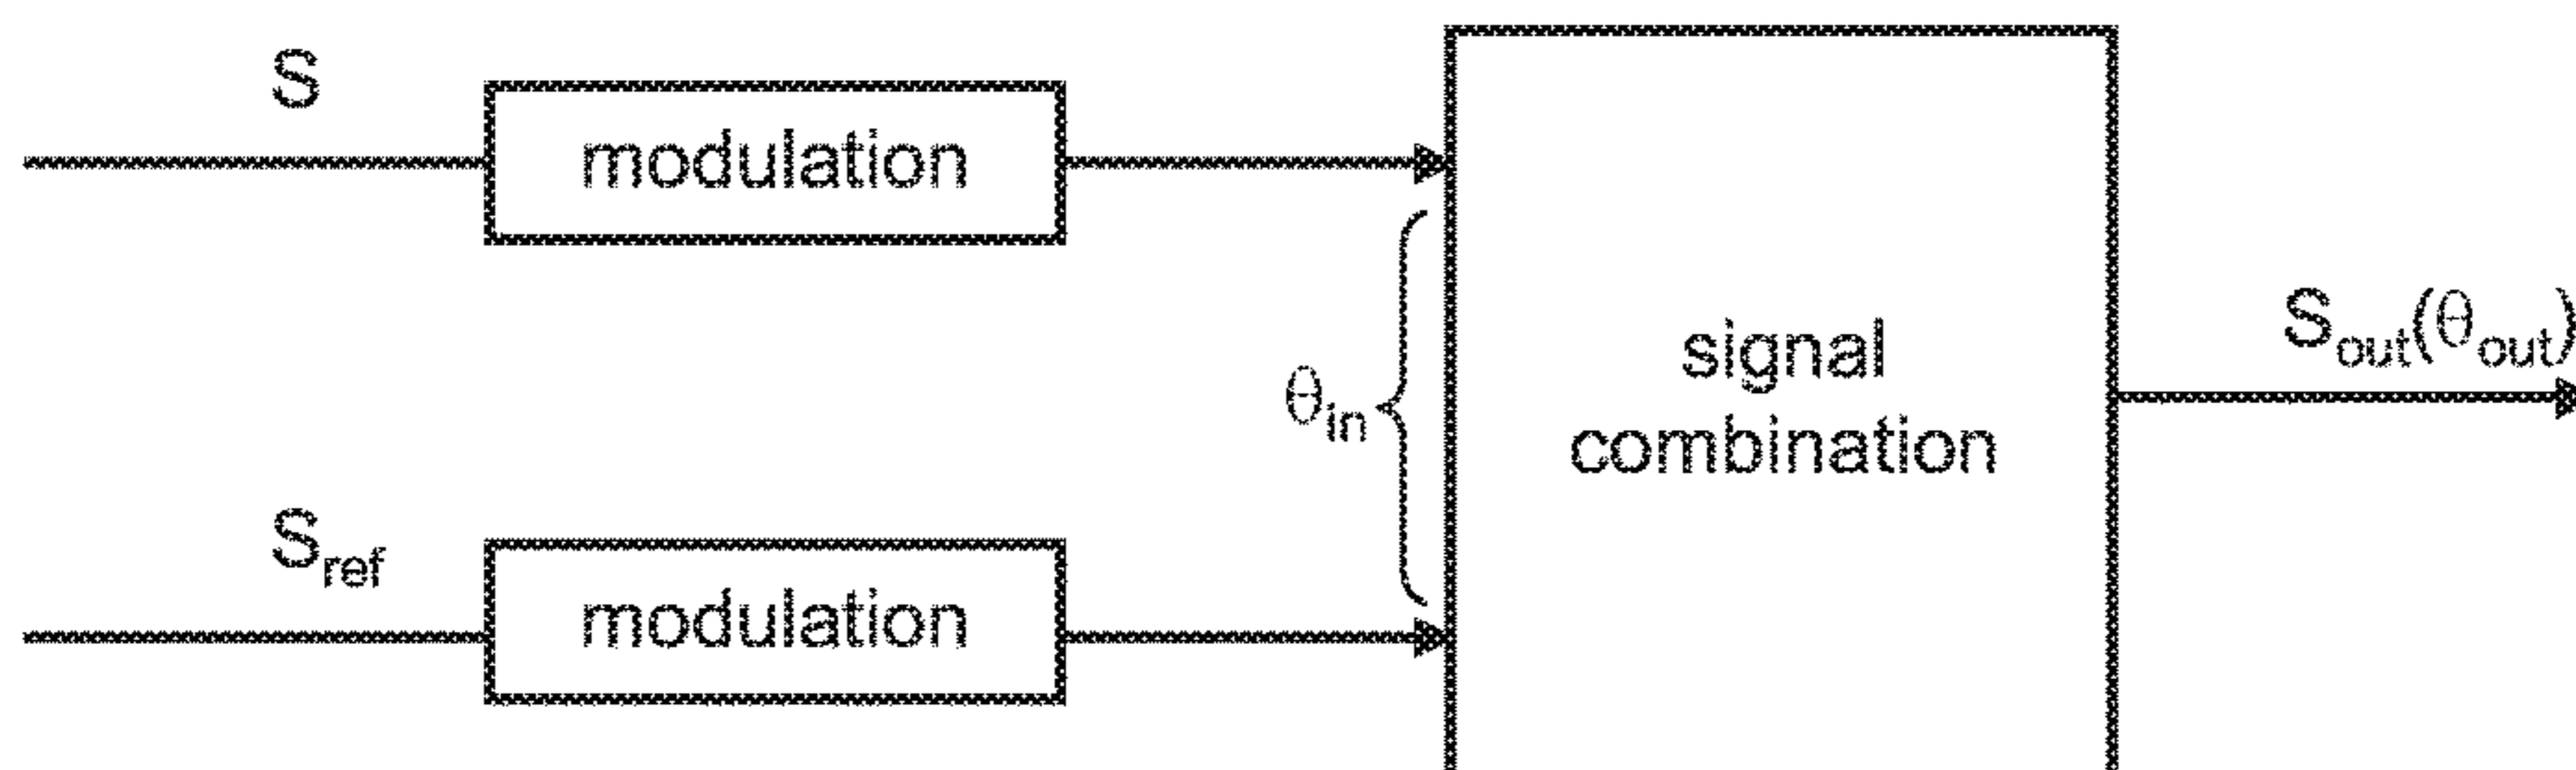 S
modulation
θin
signal
combination
Sout(θout)
Sref
modulation